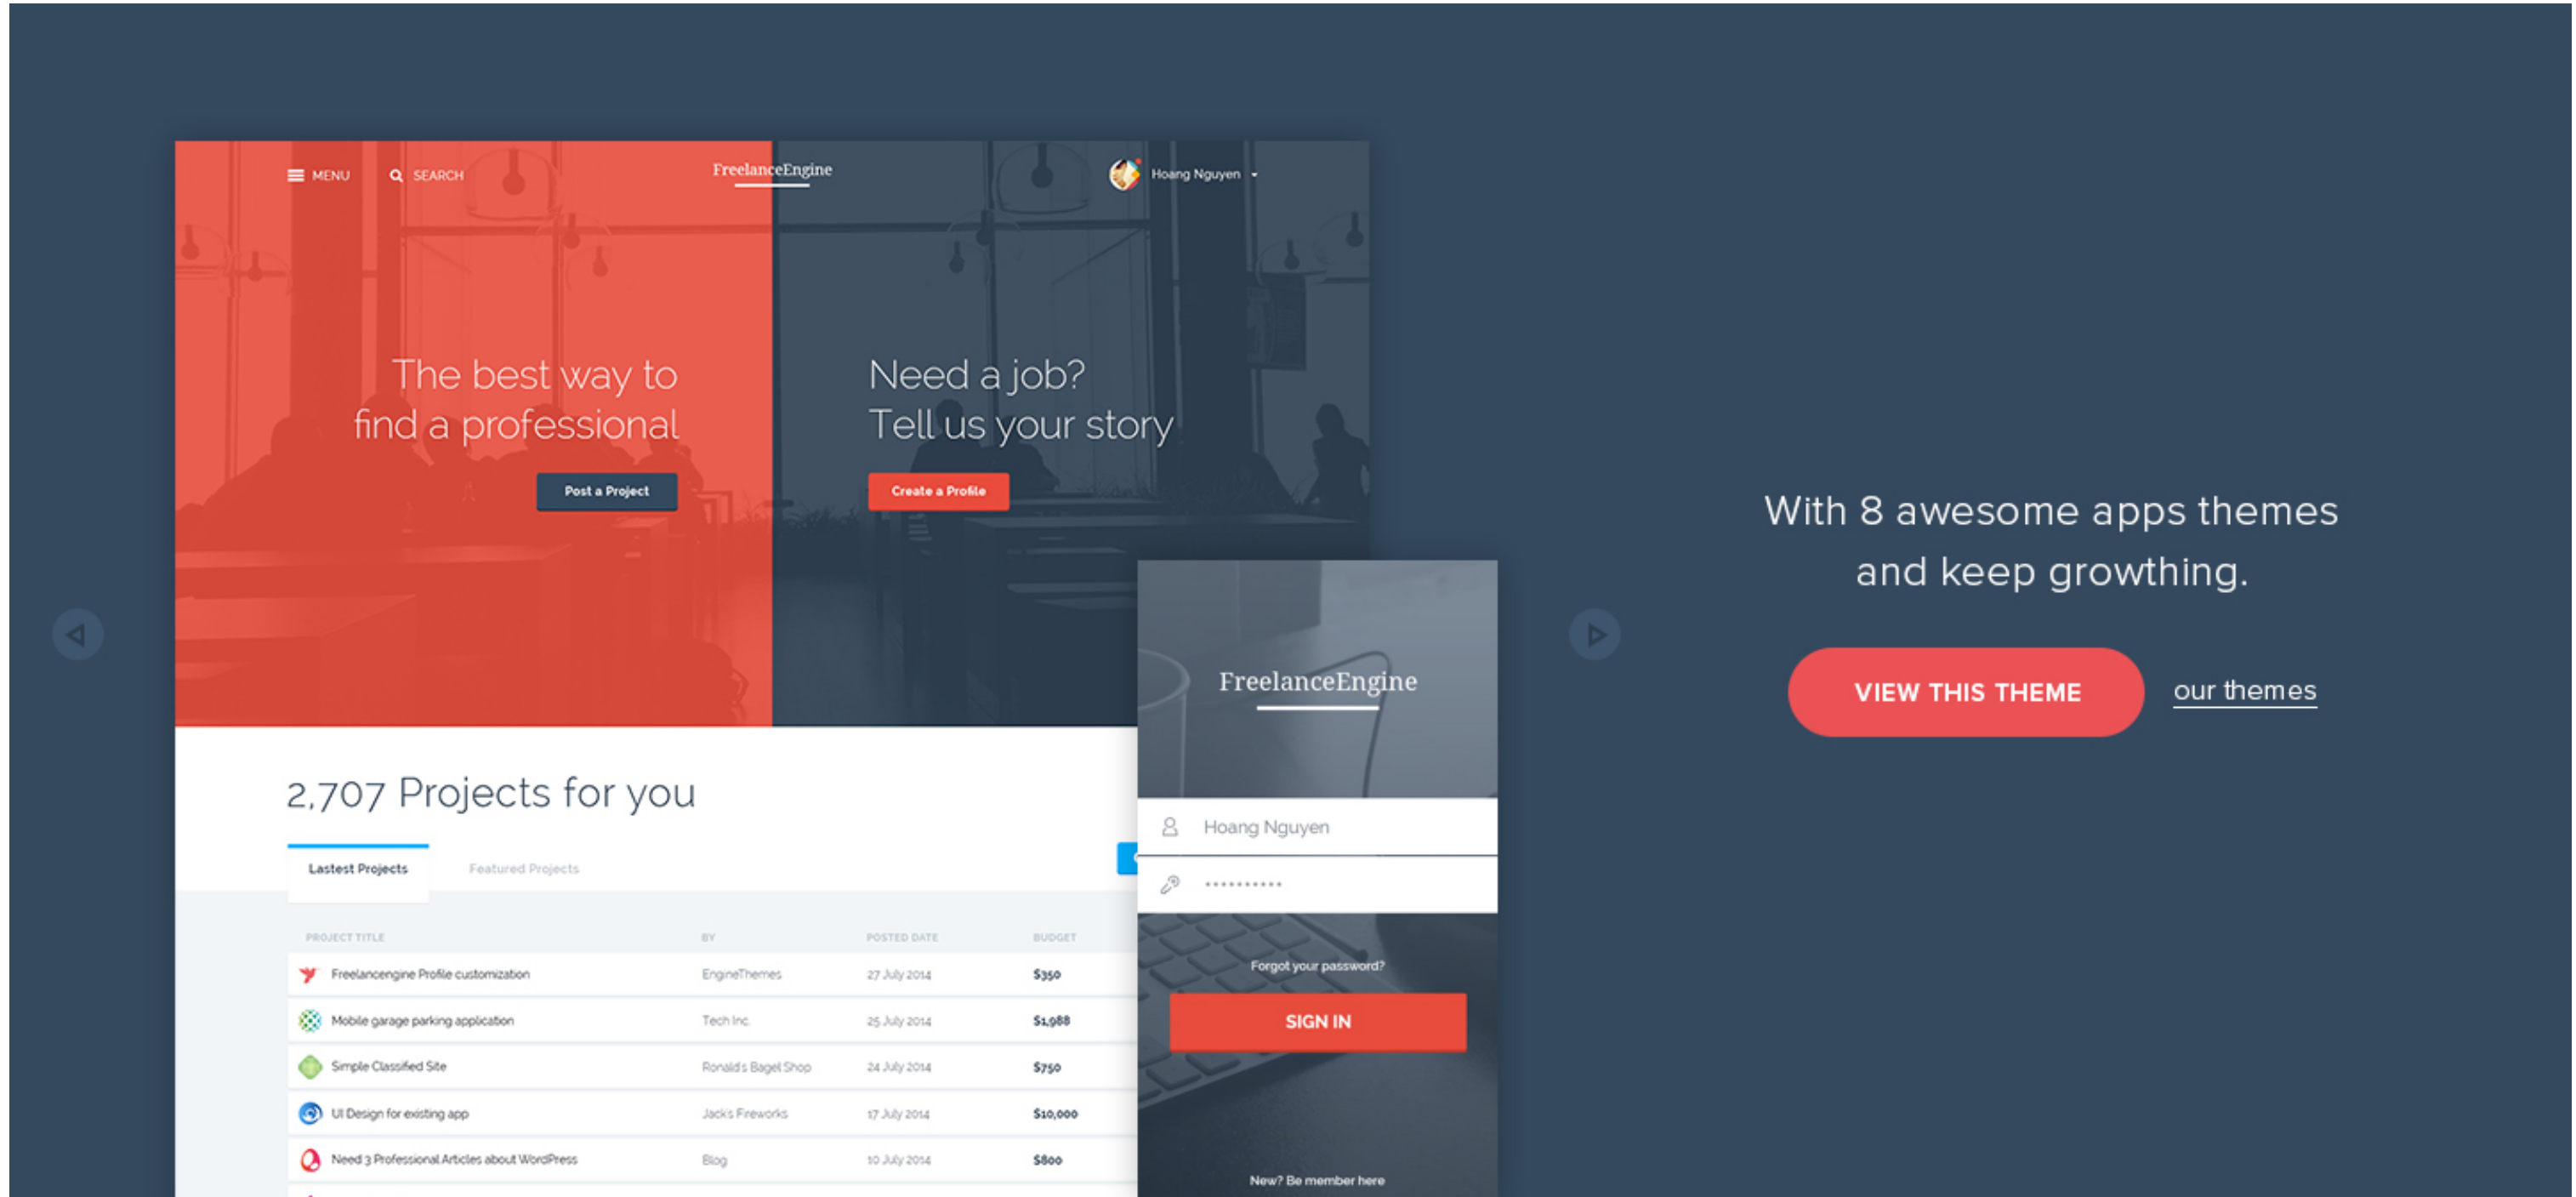 MENU
SEARCH
FreelanceEngine
Hoang Nguyen
The best way to
find a professional
Post a Project
Need a job?
Tell us your story
Create a Profile
2,707 Projects for you
Lastest Projects
Featured Projects
PROJECT TITLE BY POSTED DATE BUDGET
Freelancengine Profile customization EngineThemes 27 July 2014 $350
Mobile garage parking application Tech Inc. 25 July 2014 $1,988
Simple Classified Site Ronald's Bagel Shop 24 July 2014 $750
UI Design for existing app Jack's Fireworks 17 July 2014 $10,000
Need 3 Professional Articles about WordPress Blog 10 July 2014 $800
FreelanceEngine
Hoang Nguyen
••••••••••
Forgot your password?
SIGN IN
New? Be member here
With 8 awesome apps themes
and keep growthing.
VIEW THIS THEME
our themes